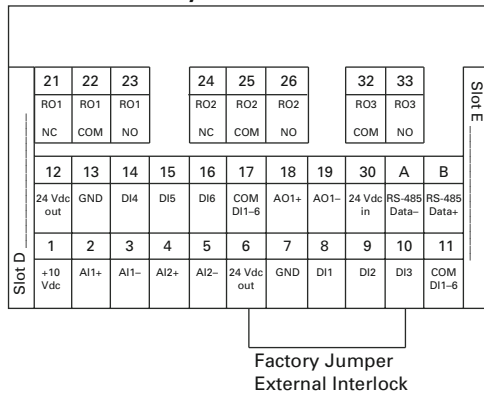 21 22 23 24 25 26 32 33
RO1 RO1 RO1 RO2 RO2 RO2 RO3 RO3
NC COM NO NC COM NO COM NO
12 13 14 15 16 17 18 19 30 A B
24 Vdc out GND DI4 DI5 DI6 COM DI1–6 AO1+ AO1– 24 Vdc in RS-485 Data– RS-485 Data+
1 2 3 4 5 6 7 8 9 10 11
+10 Vdc AI1+ AI1– AI2+ AI2– 24 Vdc out GND DI1 DI2 DI3 COM DI1–6
Slot D
Slot E
Factory Jumper
External Interlock